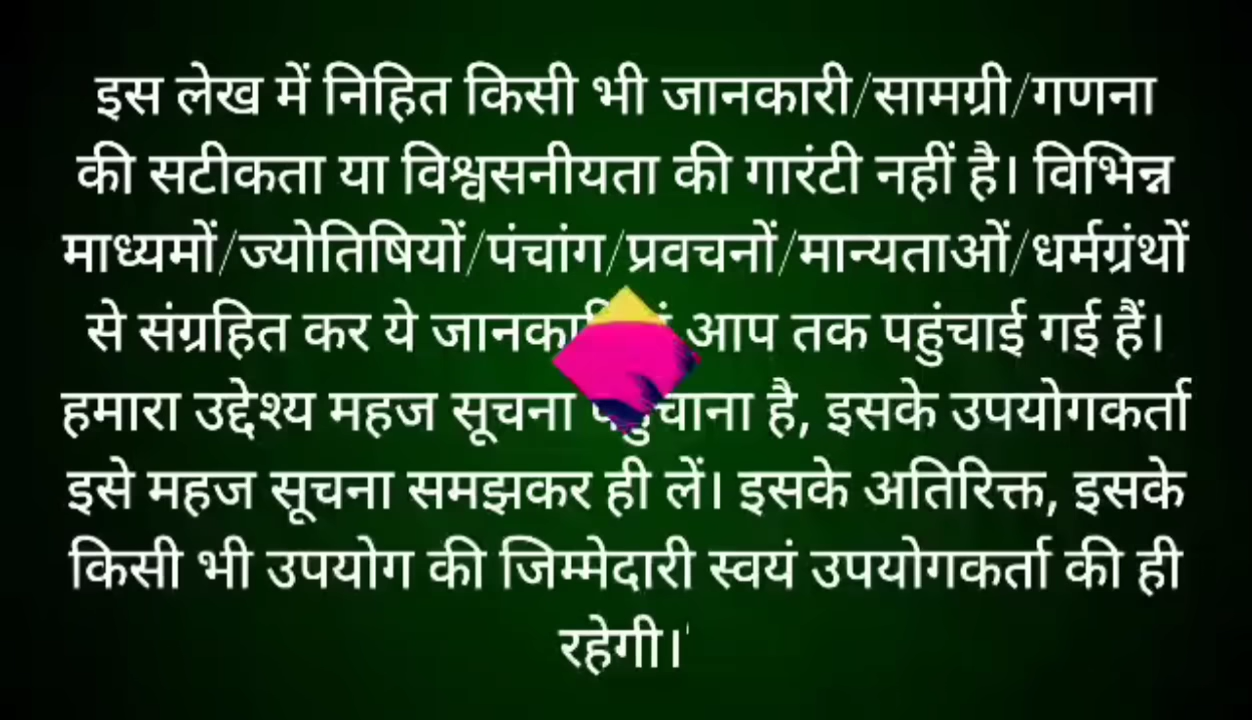 इस लेख में निहित किसी भी जानकारी/सामग्री/गणना
की सटीकता या विश्वसनीयता की गारंटी नहीं है। विभिन्न
माध्यमों/ज्योतिषियों/पंचांग/प्रवचनों/मान्यताओं/धर्मग्रंथों
से संग्रहित कर ये आप तक पहुंचाई गई हैं।
हमारा उद्देश्य महज सूचना है, इसके उपयोगकर्ता
इसे महज सूचना समझकर ही लें। इसके अतिरिक्त, इसके
किसी भी उपयोग की जिम्मेदारी स्वयं उपयोगकर्ता की ही
रहेगी।'